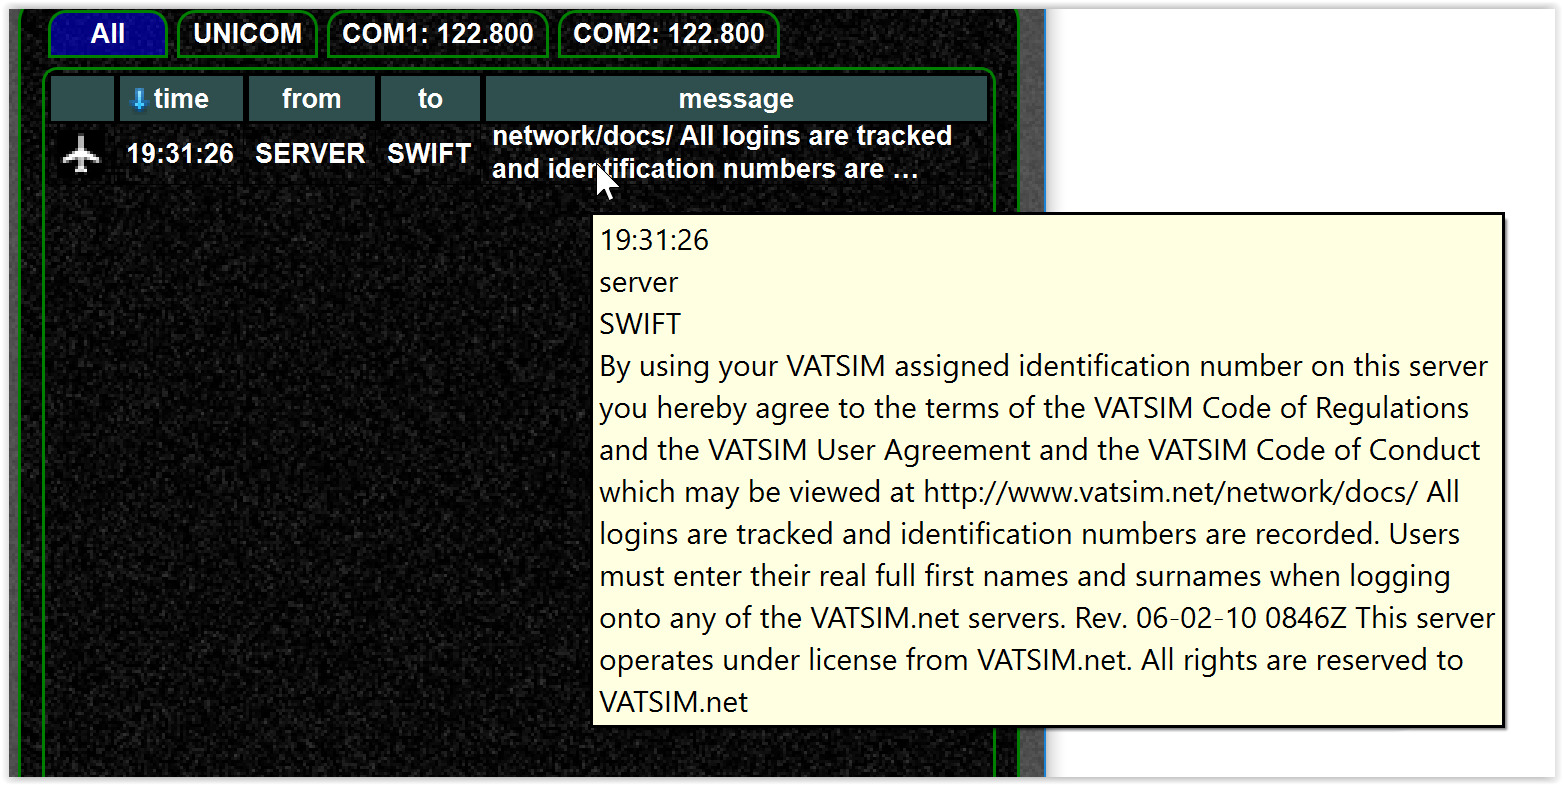 All UNICOM COM1: 122.800 COM2: 122.800
time from to message
19:31:26 SERVER SWIFT network/docs/ All logins are tracked
and identification numbers are ...
19:31:26
server
SWIFT
By using your VATSIM assigned identification number on this server
you hereby agree to the terms of the VATSIM Code of Regulations
and the VATSIM User Agreement and the VATSIM Code of Conduct
which may be viewed at http://www.vatsim.net/network/docs/ All
logins are tracked and identification numbers are recorded. Users
must enter their real full first names and surnames when logging
onto any of the VATSIM.net servers. Rev. 06-02-10 0846Z This server
operates under license from VATSIM.net. All rights are reserved to
VATSIM.net